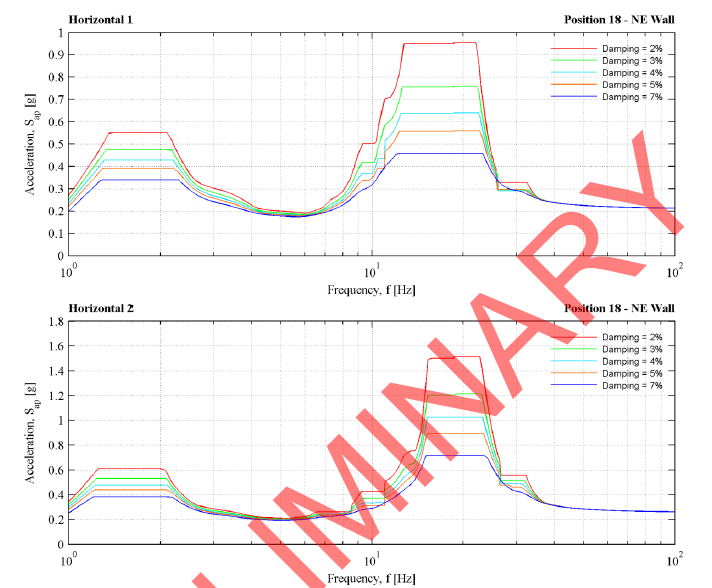 Horizontal 1 Position 18 - NE Wall
1
0.9
0.8
0.7
0.6
0.5
0.4
0.3
0.2
0.1
0
Acceleration, S_ap [g]
Damping = 2%
Damping = 3%
Damping = 4%
Damping = 5%
Damping = 7%
10^0 10^1 10^2
Frequency, f [Hz]
Horizontal 2 Position 18 - NE Wall
1.8
1.6
1.4
1.2
1
0.8
0.6
0.4
0.2
0
Acceleration, S_ap [g]
Damping = 2%
Damping = 3%
Damping = 4%
Damping = 5%
Damping = 7%
10^0 10^1 10^2
Frequency, f [Hz]
LIMINARY